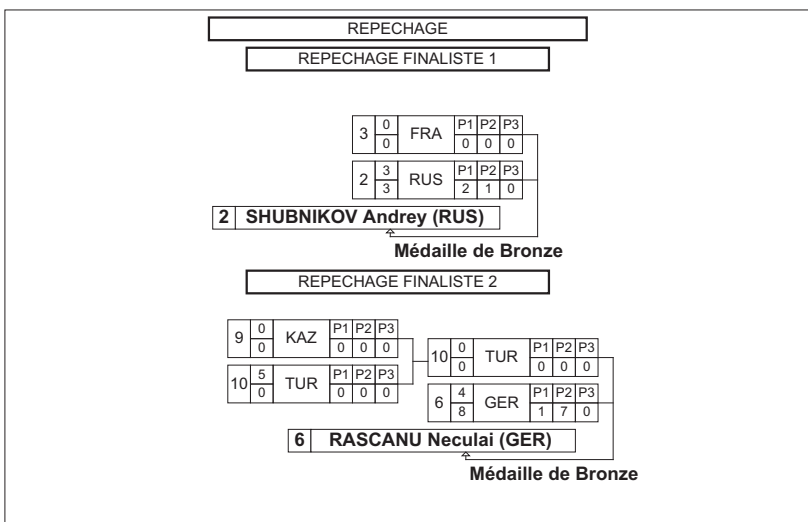 REPECHAGE
REPECHAGE FINALISTE 1
3 0 FRA P1 P2 P3
0 0 0 0
2 3 RUS P1 P2 P3
3 2 1 0
2 SHUBNIKOV Andrey (RUS)
Médaille de Bronze
REPECHAGE FINALISTE 2
9 0 KAZ P1 P2 P3
0 0 0 0
10 5 TUR P1 P2 P3
0 0 0 0
10 0 TUR P1 P2 P3
0 0 0 0
6 4 GER P1 P2 P3
8 1 7 0
6 RASCANU Neculai (GER)
Médaille de Bronze